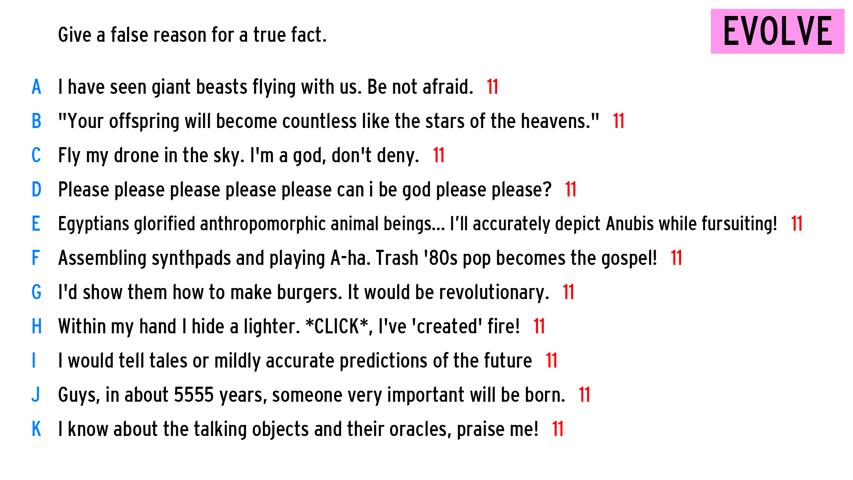 Give a false reason for a true fact.
EVOLVE
A I have seen giant beasts flying with us. Be not afraid. 11
B "Your offspring will become countless like the stars of the heavens." 11
C Fly my drone in the sky. I'm a god, don't deny. 11
D Please please please please please can i be god please please? 11
E Egyptians glorified anthropomorphic animal beings... I'll accurately depict Anubis while fursuiting! 11
F Assembling synthpads and playing A-ha. Trash '80s pop becomes the gospel! 11
G I'd show them how to make burgers. It would be revolutionary. 11
H Within my hand I hide a lighter. *CLICK*, I've 'created' fire! 11
I I would tell tales or mildly accurate predictions of the future 11
J Guys, in about 5555 years, someone very important will be born. 11
K I know about the talking objects and their oracles, praise me! 11